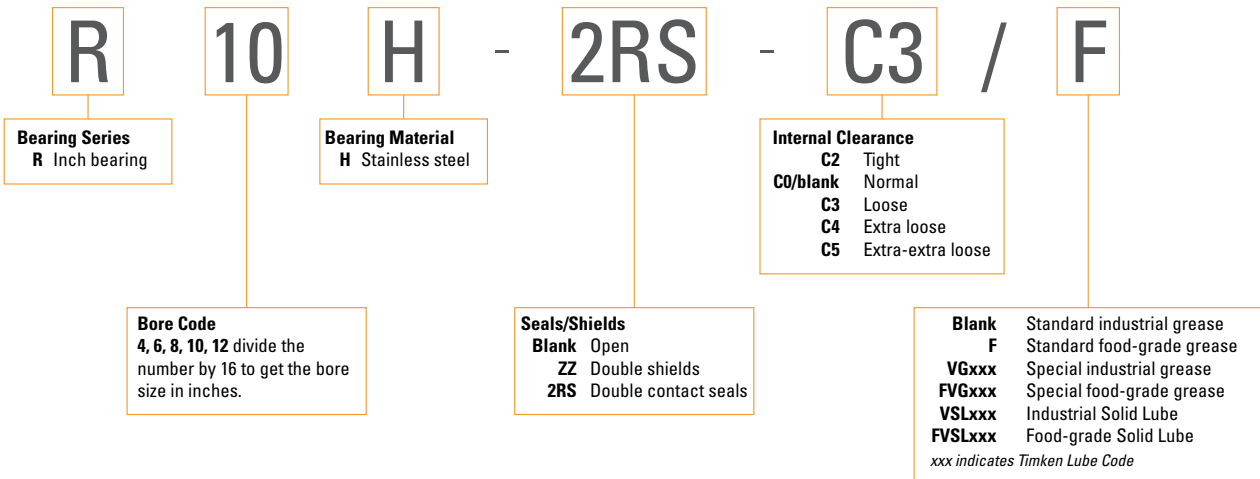 R 10 H - 2RS - C3 / F
Bearing Series
R Inch bearing
Bearing Material
H Stainless steel
Internal Clearance
C2 Tight
C0/blank Normal
C3 Loose
C4 Extra loose
C5 Extra-extra loose
Bore Code
4, 6, 8, 10, 12 divide the
number by 16 to get the bore
size in inches.
Seals/Shields
Blank Open
ZZ Double shields
2RS Double contact seals
Blank Standard industrial grease
F Standard food-grade grease
VGxxx Special industrial grease
FVGxxx Special food-grade grease
VSLxxx Industrial Solid Lube
FVSLxxx Food-grade Solid Lube
xxx indicates Timken Lube Code